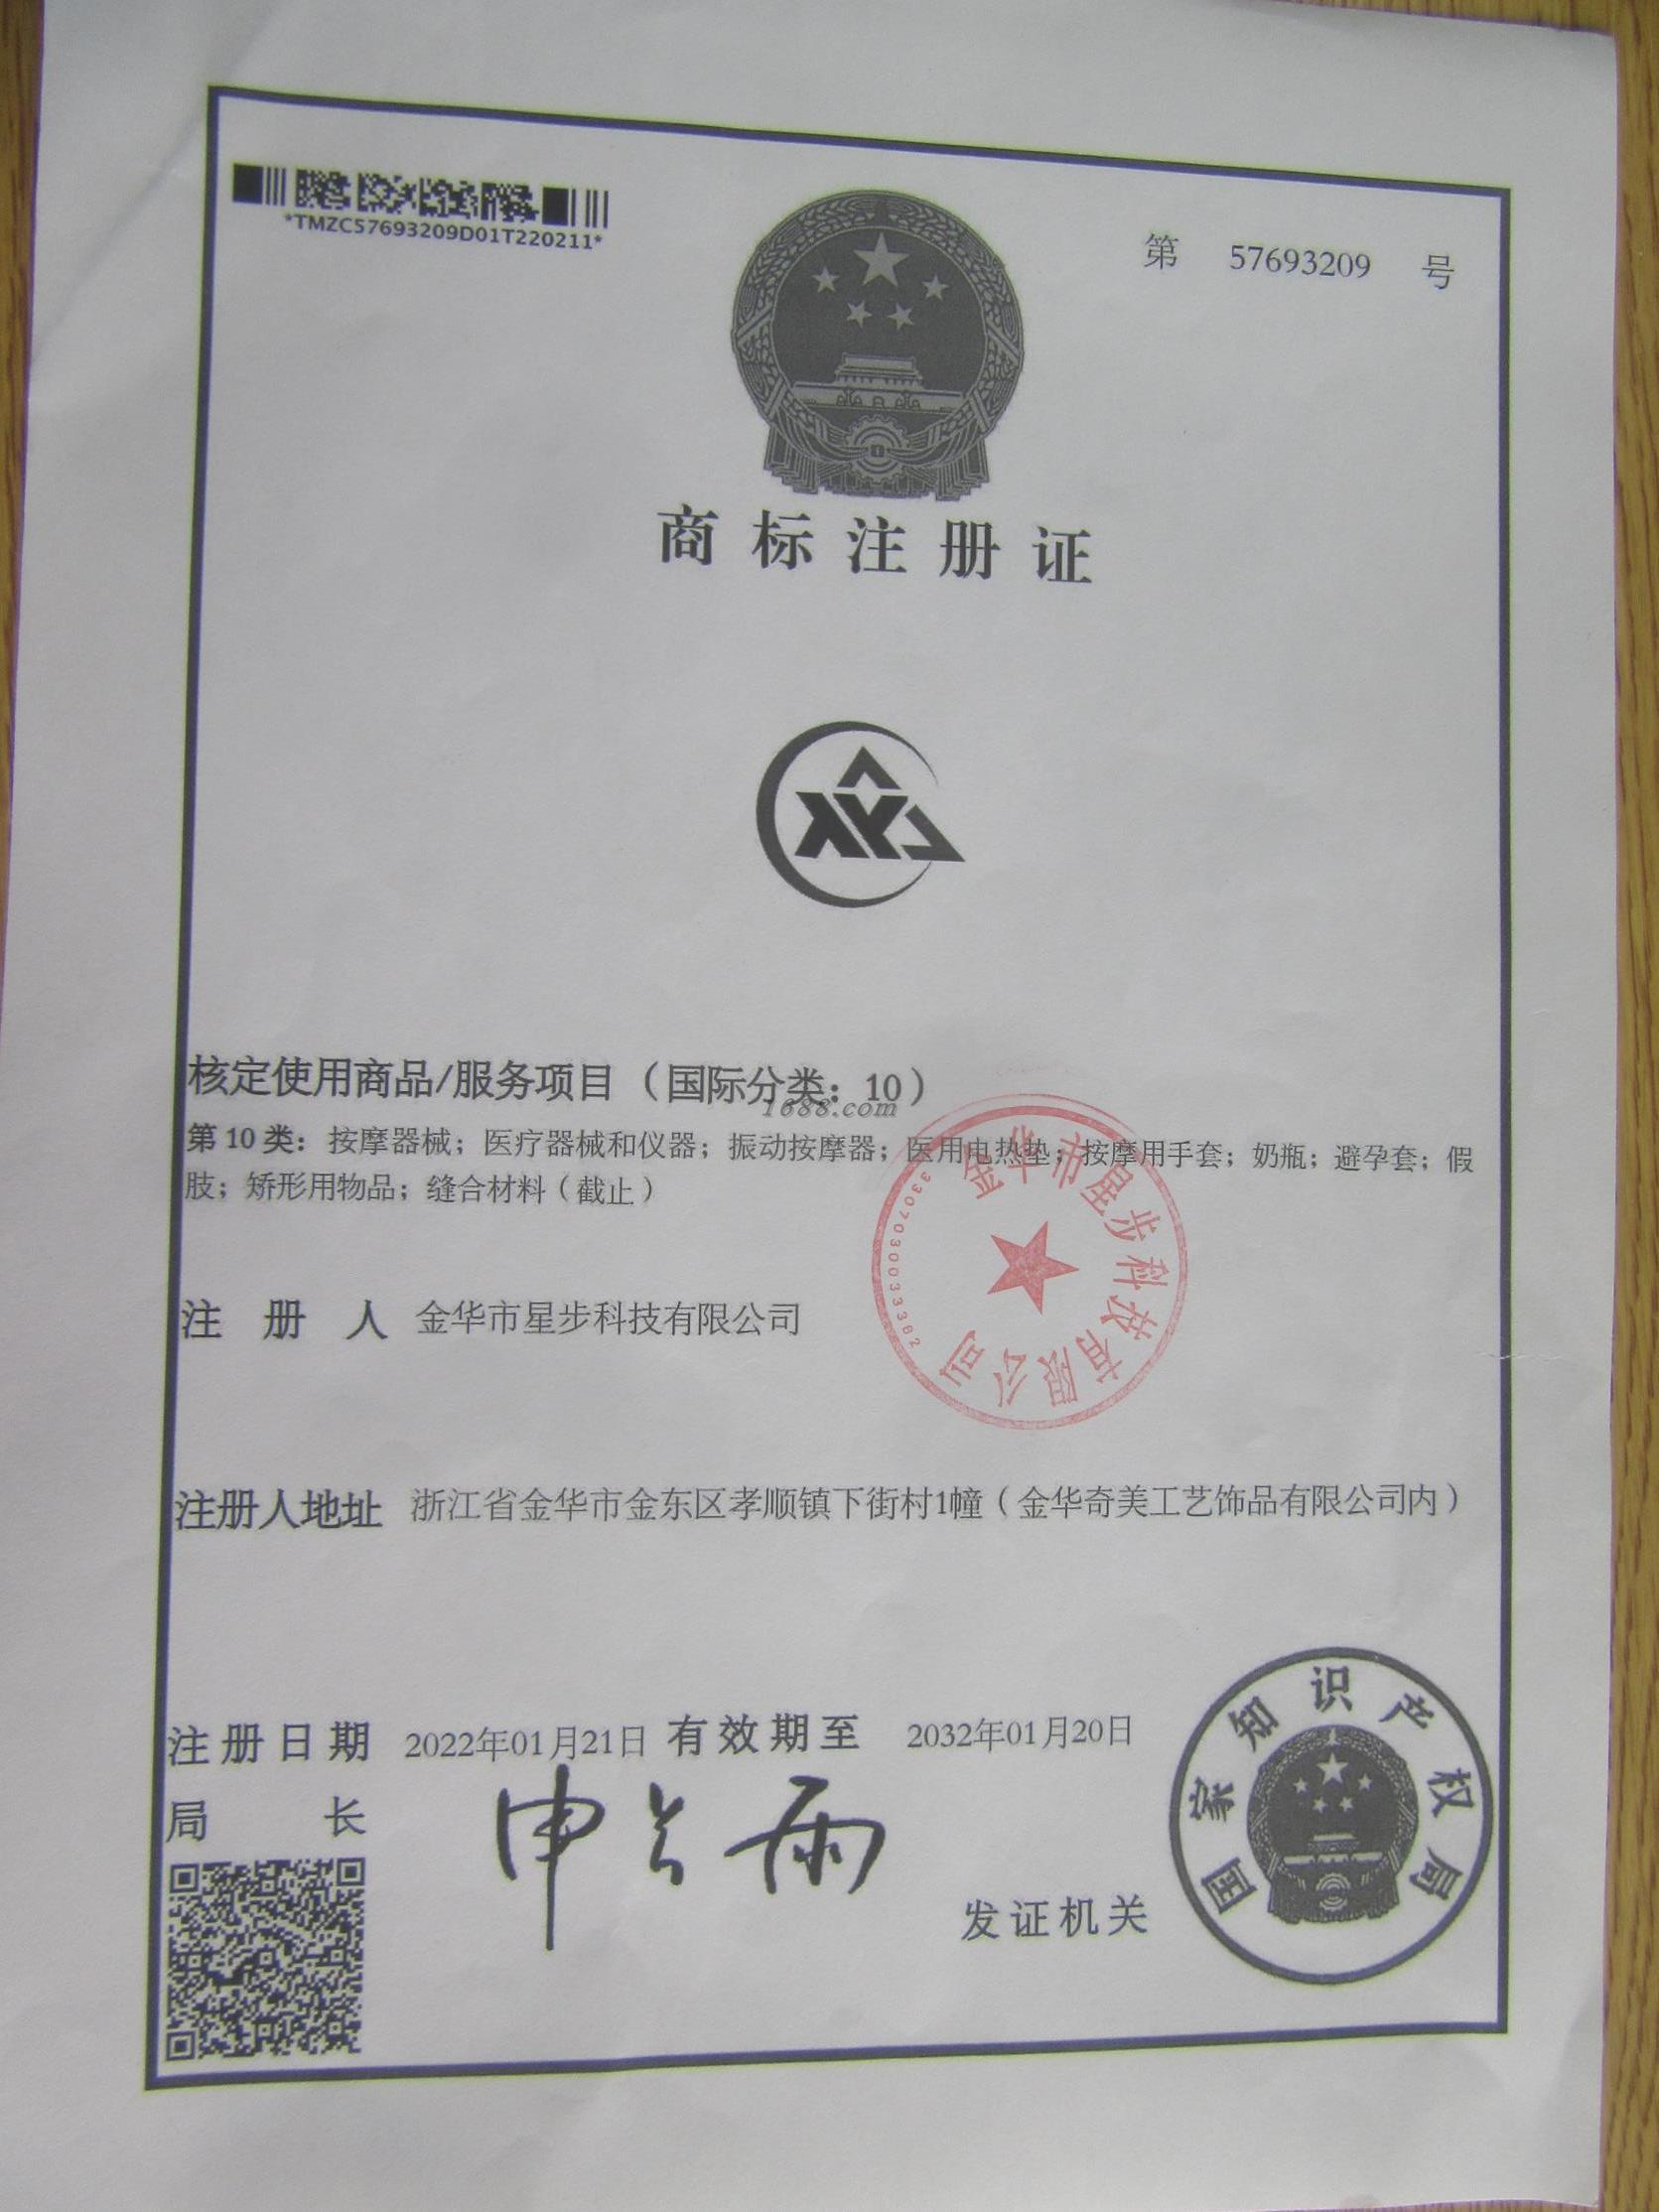 *TMZC57693209D01T220211*
第 57693209 号
商标注册证
核定使用商品/服务项目（国际分类：10）
1688.com
第 10 类：按摩器械；医疗器械和仪器；振动按摩器；医用电热垫；按摩用手套；奶瓶；避孕套；假
肢；矫形用物品；缝合材料（截止）
金华市星步科技有限公司
3307030033382
注册人 金华市星步科技有限公司
注册人地址 浙江省金华市金东区孝顺镇下街村1幢（金华奇美工艺饰品有限公司内）
注册日期 2022年01月21日 有效期至 2032年01月20日
局长 申长雨
发证机关
国家知识产权局